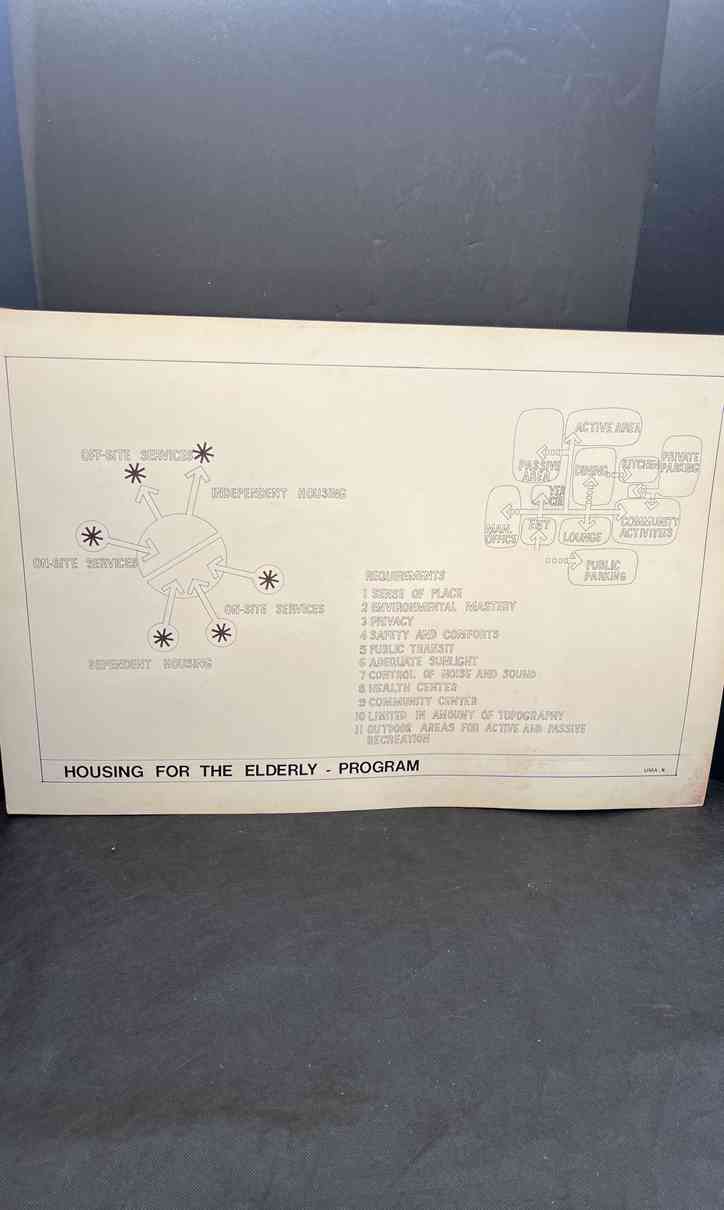 OFF-SITE SERVICES
INDEPENDENT HOUSING
ON-SITE SERVICES
ON-SITE SERVICES
DEPENDENT HOUSING
ACTIVE AREA
PASSIVE
AREA
DINING
KITCHEN
PRIVATE
PARKING
MAIL
OFFICE
LOUNGE
COMMUNITY
ACTIVITIES
PUBLIC
PARKING
REQUIREMENTS
1 SENSE OF PLACE
2 ENVIRONMENTAL MASTERY
3 PRIVACY
4 SAFETY AND COMFORTS
5 PUBLIC TRANSIT
6 ADEQUATE SUNLIGHT
7 CONTROL OF NOISE AND SOUND
8 HEALTH CENTER
9 COMMUNITY CENTER
10 LIMITED IN AMOUNT OF TOPOGRAPHY
11 OUTDOOR AREAS FOR ACTIVE AND PASSIVE
RECREATION
HOUSING FOR THE ELDERLY - PROGRAM
UMA . K